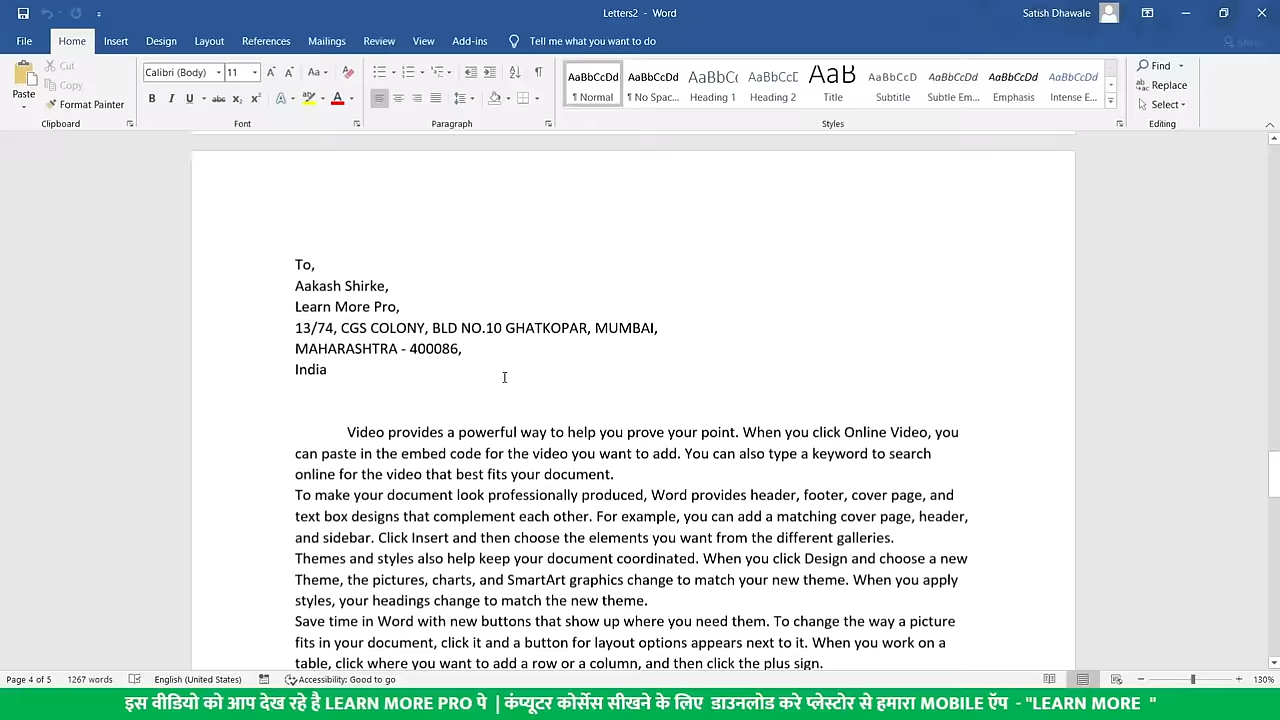 Letters2 - Word
Satish Dhawale
File Home Insert Design Layout References Mailings Review View Add-ins Tell me what you want to do
Cut
Copy
Paste
Format Painter
Calibri (Body) 11
Find
Replace
Select
AaBbCcDd AaBbCcDd AaBbCc AaBbCcC AaB AaBbCcD AaBbCcDd AaBbCcDd AaBbCcDd
¶ Normal ¶ No Spac... Heading 1 Heading 2 Title Subtitle Subtle Em... Emphasis Intense E...
Clipboard Font Paragraph Styles Editing
To,
Aakash Shirke,
Learn More Pro,
13/74, CGS COLONY, BLD NO.10 GHATKOPAR, MUMBAI,
MAHARASHTRA - 400086,
India
Video provides a powerful way to help you prove your point. When you click Online Video, you
can paste in the embed code for the video you want to add. You can also type a keyword to search
online for the video that best fits your document.
To make your document look professionally produced, Word provides header, footer, cover page, and
text box designs that complement each other. For example, you can add a matching cover page, header,
and sidebar. Click Insert and then choose the elements you want from the different galleries.
Themes and styles also help keep your document coordinated. When you click Design and choose a new
Theme, the pictures, charts, and SmartArt graphics change to match your new theme. When you apply
styles, your headings change to match the new theme.
Save time in Word with new buttons that show up where you need them. To change the way a picture
fits in your document, click it and a button for layout options appears next to it. When you work on a
table, click where you want to add a row or a column, and then click the plus sign.
Page 4 of 5 1267 words English (United States) Accessibility: Good to go 130%
इस वीडियो को आप देख रहे है LEARN MORE PRO पे | कंप्यूटर कोर्सेस सीखने के लिए डाउनलोड करे प्लेस्टोर से हमारा MOBILE ऍप - "LEARN MORE "